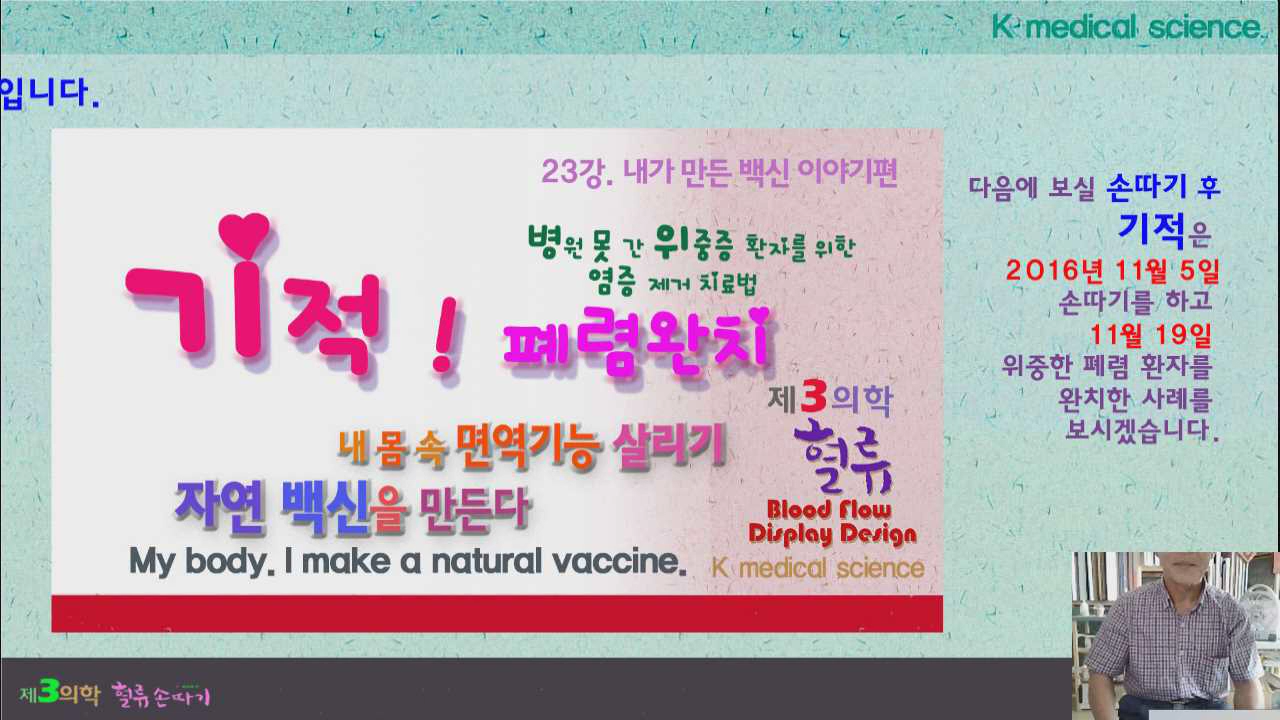 K medical science.
입니다.
23강. 내가 만든 백신 이야기편
병원 못 간 위중증 환자를 위한
염증 제거 치료법
기적! 폐렴완치
제3의학
혈류
내 몸 속 면역기능 살리기
자연 백신을 만든다
Blood Flow
Display Design
My body. I make a natural vaccine.
K medical science
다음에 보실 손따기 후
기적은
2016년 11월 5일
손따기를 하고
11월 19일
위중한 폐렴 환자를
완치한 사례를
보시겠습니다.
제3의학 혈류 손따기